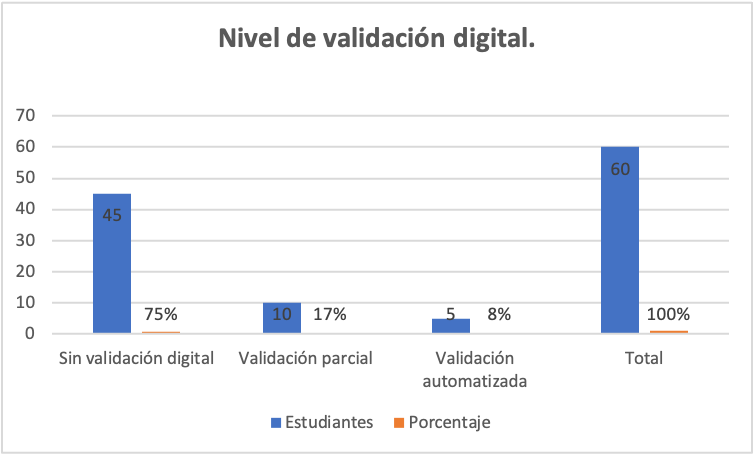 Nivel de validación digital.
70
60
50
40
30
20
10
0
45
75%
10
17%
5
8%
60
100%
Sin validación digital
Validación parcial
Validación
automatizada
Total
Estudiantes
Porcentaje